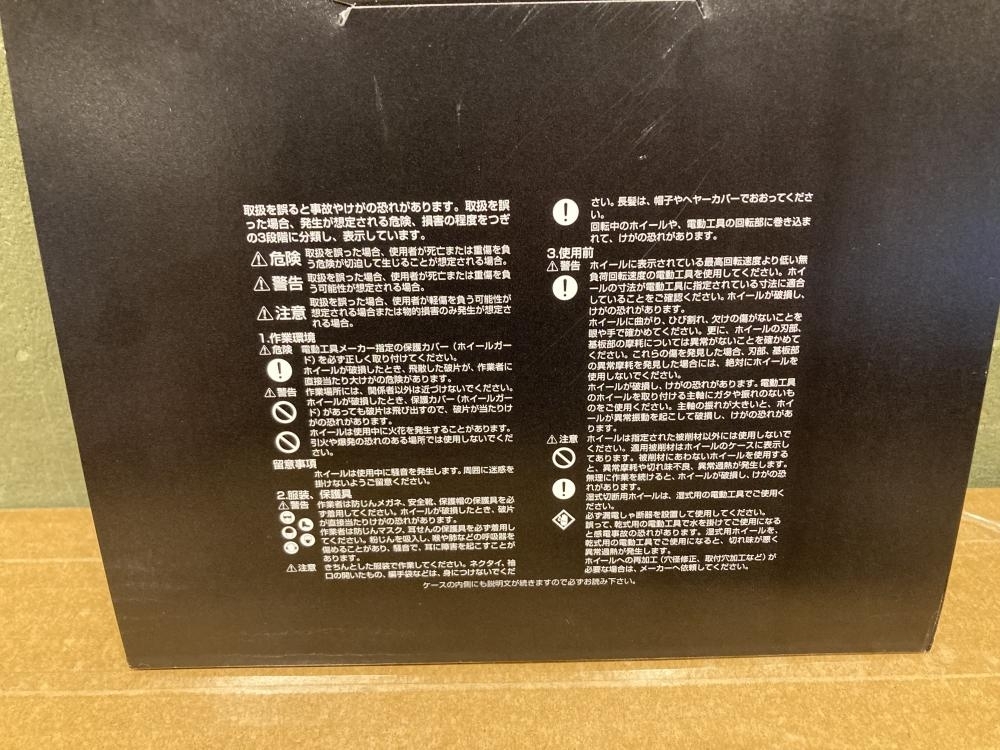 取扱を誤ると事故やけがの恐れがあります。取扱を誤
った場合、発生が想定される危険、損害の程度をつぎ
の3段階に分類し、表示しています。
⚠危険 取扱を誤った場合、使用者が死亡または重傷を負
う危険が切迫して生じることが想定される場合。
⚠警告 取扱を誤った場合、使用者が死亡または重傷を負
う可能性が想定される場合。
⚠注意 取扱を誤った場合、使用者が軽傷を負う可能性が
想定される場合または物的損害のみ発生が想定さ
れる場合。
1.作業環境
⚠危険 電動工具メーカー指定の保護カバー（ホイールガー
ド）を必ず正しく取り付けてください。
ホイールが破損したとき、飛散した破片が、作業者に
直接当たり大けがの危険があります。
⚠警告 作業場所には、関係者以外は近づけないでください。
ホイールが破損したとき、保護カバー（ホイールガー
ド）があっても破片は飛び出すので、破片が当たりけ
がの恐れがあります。
ホイールは使用中に火花を発生することがあります。
引火や爆発の恐れのある場所では使用しないでくだ
さい。
留意事項
ホイールは使用中に騒音を発生します。周囲に迷惑を
掛けないようご留意ください。
2.服装、保護具
⚠警告 作業者は防じんメガネ、安全靴、保護帽の保護具を必
ず着用してください。ホイールが破損したとき、破片
が直接当たりけがの恐れがあります。
作業者は防じんマスク、耳せんの保護具を必ず着用し
てください。粉じんを吸入し、喉や肺などの呼吸器を
傷めることがあり、騒音で、耳に障害を起こすことが
あります。
⚠注意 きちんとした服装で作業してください。ネクタイ、袖
口の開いたもの、編手袋などは、身につけないでくだ
さい。長髪は、帽子やヘヤーカバーでおおってくださ
い。
回転中のホイールや、電動工具の回転部に巻き込ま
れて、けがの恐れがあります。
3.使用前
⚠警告 ホイールに表示されている最高回転速度より低い無
負荷回転速度の電動工具を使用してください。ホイ
ールの寸法が電動工具に指定されている寸法に適合
していることをご確認ください。ホイールが破損し、
けがの恐れがあります。
ホイールに曲がり、ひび割れ、欠けの傷がないことを
眼や手で確かめてください。更に、ホイールの刃部、
基板部の摩耗については異常がないことを確かめて
ください。これらの傷を発見した場合、刃部、基板部
の異常摩耗を発見した場合には、絶対にホイールを
使用しないでください。
ホイールが破損し、けがの恐れがあります。電動工具
のホイールを取り付ける主軸にガタや振れのないも
のをご使用ください。主軸の振れが大きいと、ホイ
ールが異常振動を起こして破損し、けがの恐れがあり
ます。
⚠注意 ホイールは指定された被削材以外には使用しないで
ください。適用被削材はホイールのケースに表示し
てあります。被削材にあわないホイールを使用する
と、異常摩耗や切れ味不良、異常過熱が発生します。
無理に作業を続けると、ホイールが破損し、けがの恐
れがあります。
湿式切断用ホイールは、湿式用の電動工具でご使用く
ださい。
必ず漏電しゃ断器を設置して使用してください。
誤って、乾式用の電動工具で水を掛けてご使用になる
と感電事故の恐れがあります。湿式用ホイールを、
乾式用の電動工具でご使用になると、切れ味が悪く
異常過熱が発生します。
ホイールへの再加工（穴径修正、取付穴加工など）が
必要な場合は、メーカーへ依頼してください。
ケースの内側にも説明文が続きますので必ずお読み下さい。